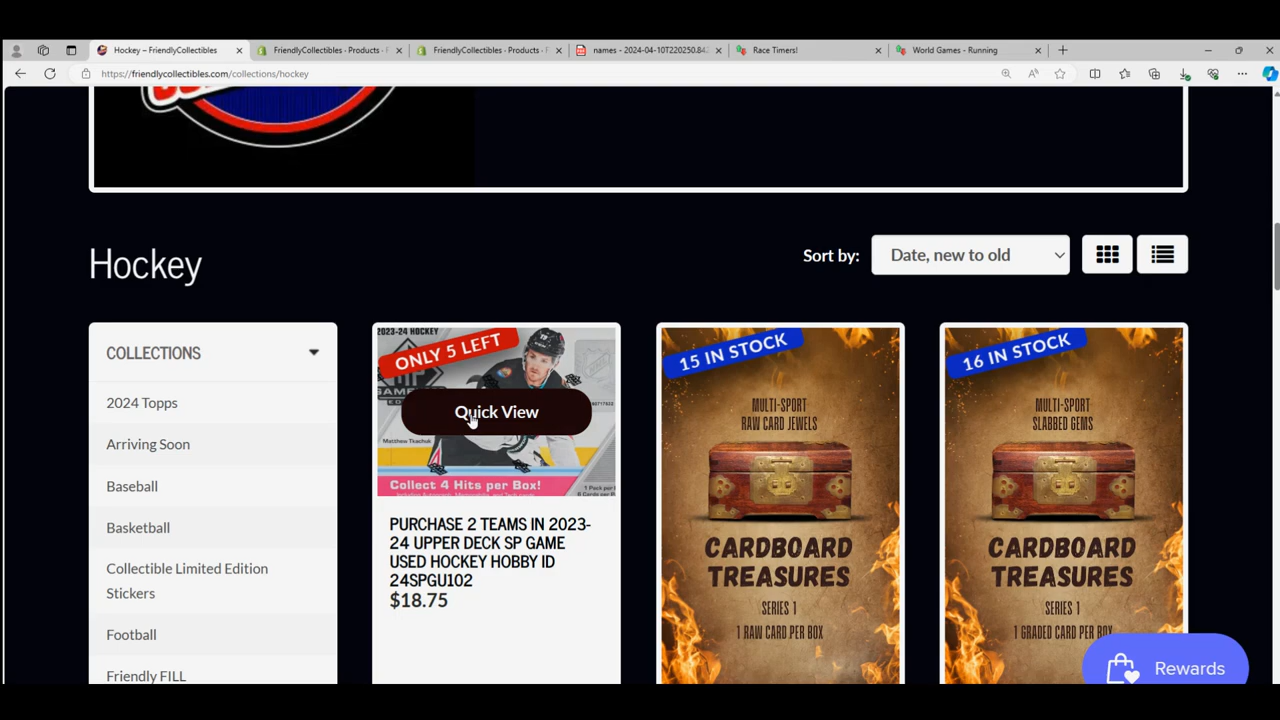 Hockey – FriendlyCollectibles
FriendlyCollectibles · Products ·
FriendlyCollectibles · Products ·
names - 2024-04-10T220250.84
Race Timers!
World Games - Running
https://friendlycollectibles.com/collections/hockey
Hockey
Sort by:
Date, new to old
COLLECTIONS
2024 Topps
Arriving Soon
Baseball
Basketball
Collectible Limited Edition
Stickers
Football
Friendly FILL
2023-24 HOCKEY
ONLY 5 LEFT
Quick View
Matthew Tkachuk
Collect 4 Hits per Box!
PURCHASE 2 TEAMS IN 2023-
24 UPPER DECK SP GAME
USED HOCKEY HOBBY ID
24SPGU102
$18.75
15 IN STOCK
MULTI-SPORT
RAW CARD JEWELS
CARDBOARD
TREASURES
SERIES 1
1 RAW CARD PER BOX
16 IN STOCK
MULTI-SPORT
SLABBED GEMS
CARDBOARD
TREASURES
SERIES 1
1 GRADED CARD PER BOX
Rewards